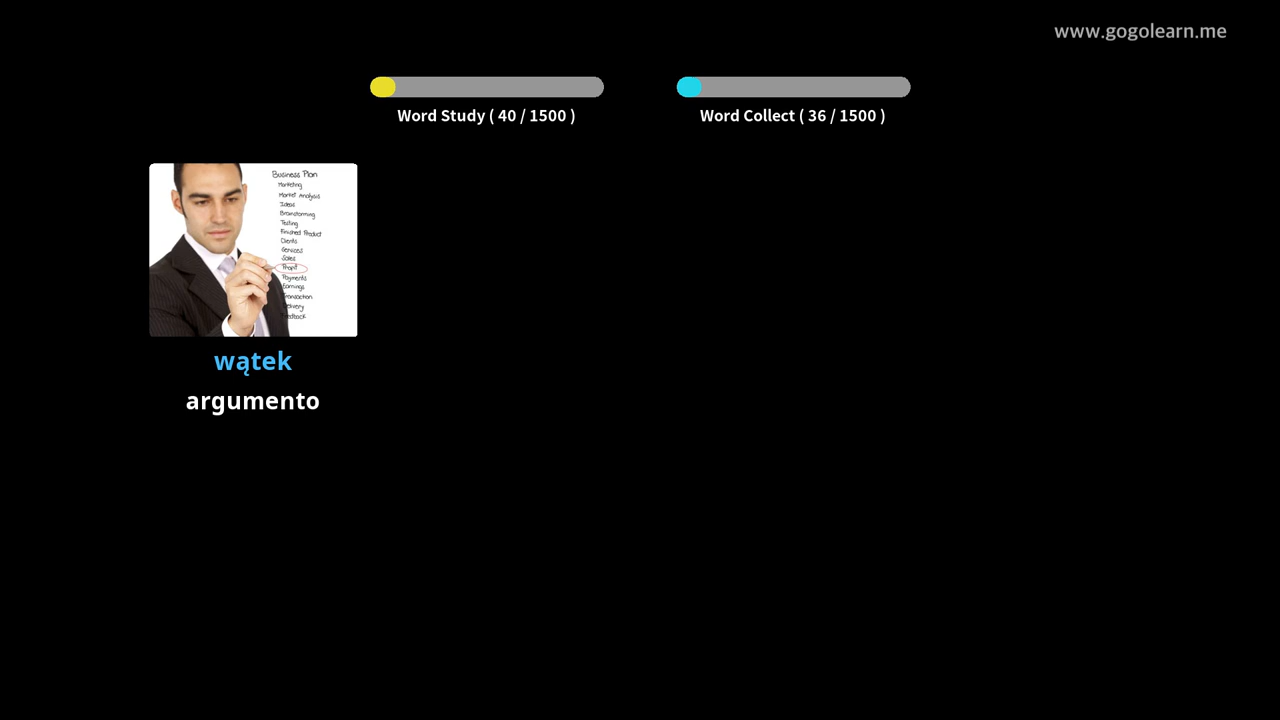 www.gogolearn.me
Word Study ( 40 / 1500 )
Word Collect ( 36 / 1500 )
Business Plan
Marketing
Market Analysis
Ideas
Brainstorming
Testing
Finished Product
Clients
Services
Sales
Profit
Payments
Earnings
Transaction
Delivery
Feedback
wątek
argumento